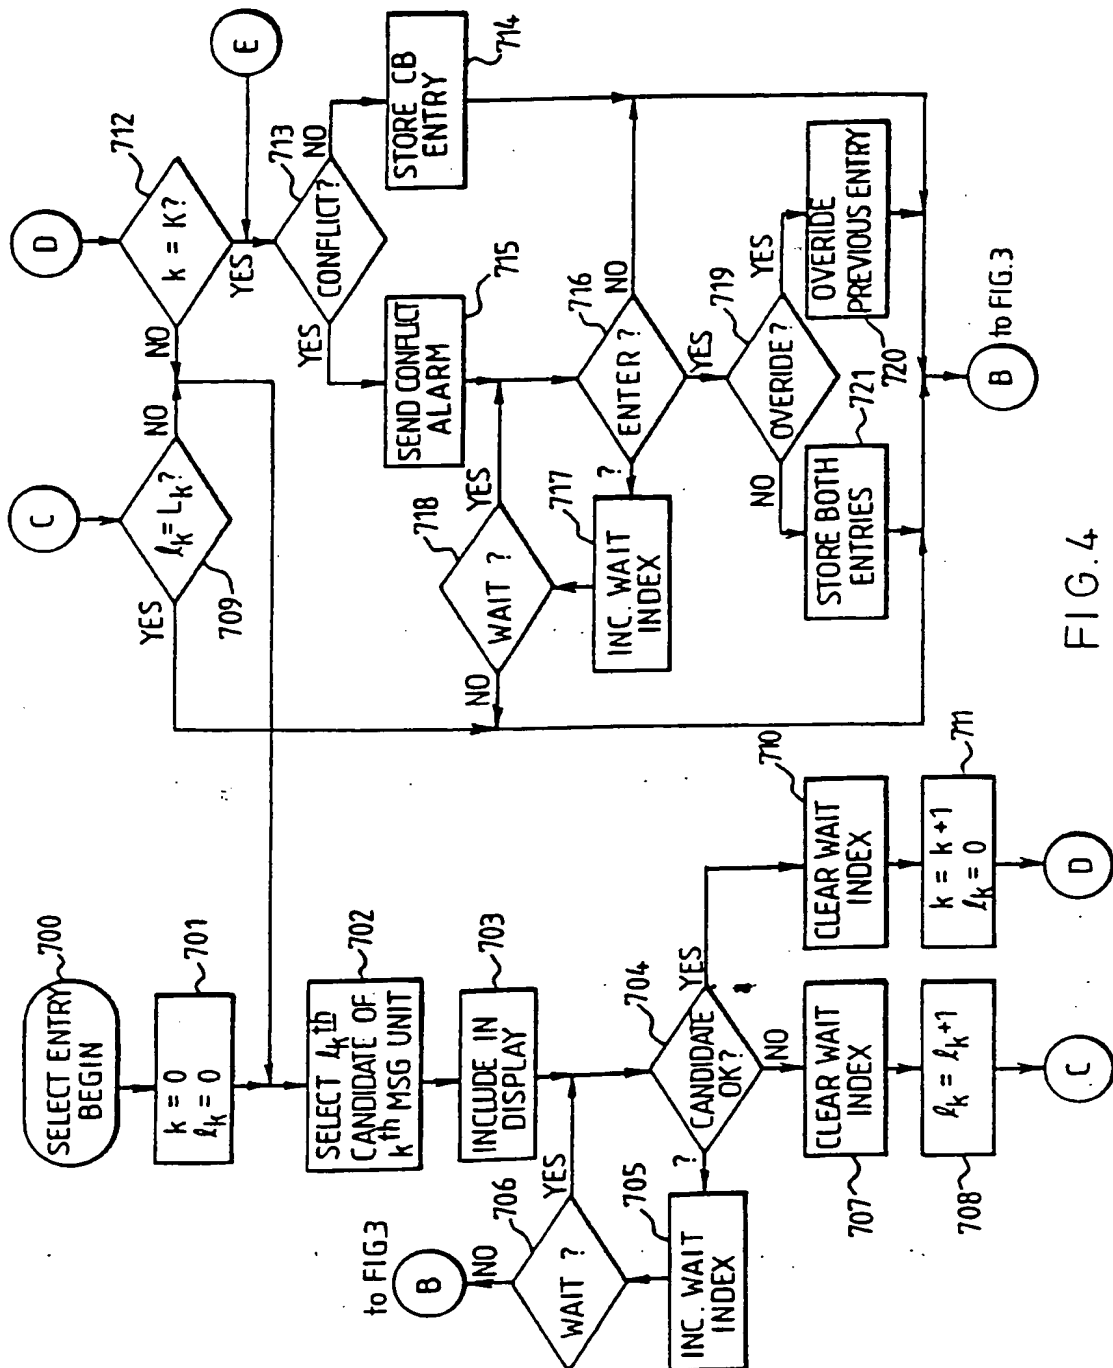 700
SELECT ENTRY
BEGIN
701
k = 0
ℓk = 0
702
SELECT ℓk th
CANDIDATE OF
kth MSG UNIT
703
INCLUDE IN
DISPLAY
704
CANDIDATE
OK?
YES
NO
?
705
INC. WAIT
INDEX
706
WAIT ?
YES
NO
to FIG.3
B
707
CLEAR WAIT
INDEX
708
ℓk = ℓk+1
C
710
CLEAR WAIT
INDEX
711
k = k+1
ℓk = 0
D
C
ℓk = Lk?
709
YES
NO
D
712
k = K?
NO
YES
E
713
CONFLICT?
YES
NO
714
STORE CB
ENTRY
715
SEND CONFLICT
ALARM
716
ENTER ?
NO
YES
?
717
INC. WAIT
INDEX
718
WAIT ?
YES
NO
719
OVERRIDE?
YES
NO
OVERRIDE
PREVIOUS ENTRY
720
721
STORE BOTH
ENTRIES
B
to FIG.3
FIG.4